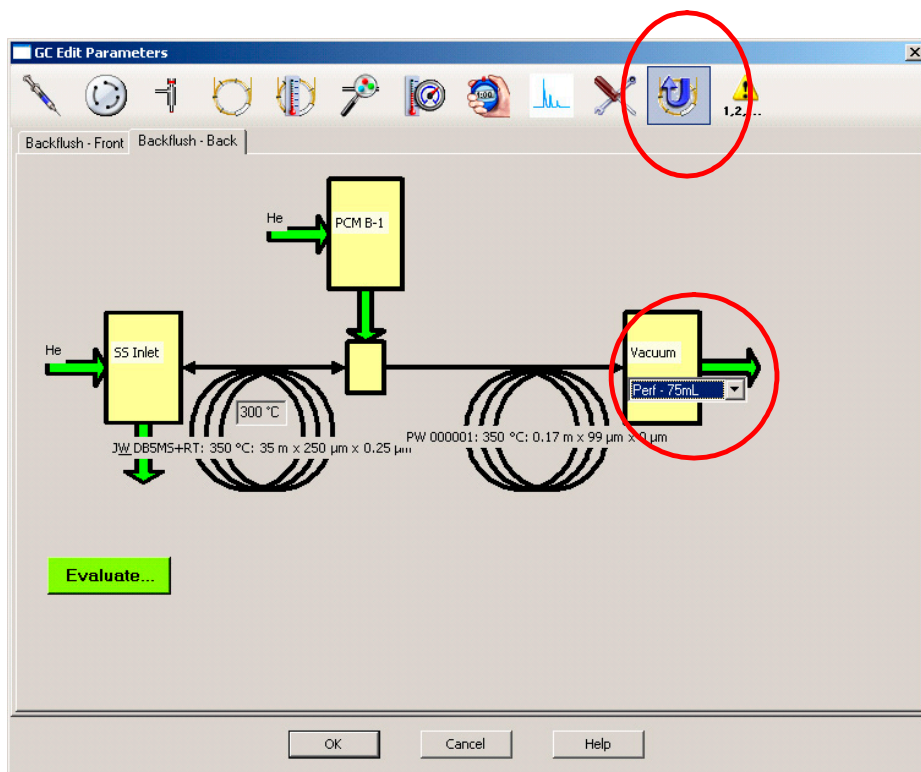 GC Edit Parameters
1:00
1,2,...
Backflush - Front
Backflush - Back
He
PCM B-1
He
SS Inlet
Vacuum
Perf - 75mL
300 °C
JW DB5MS+RT: 350 °C: 35 m x 250 µm x 0.25 µm
PW 000001: 350 °C: 0.17 m x 99 µm x 0 µm
Evaluate...
OK
Cancel
Help